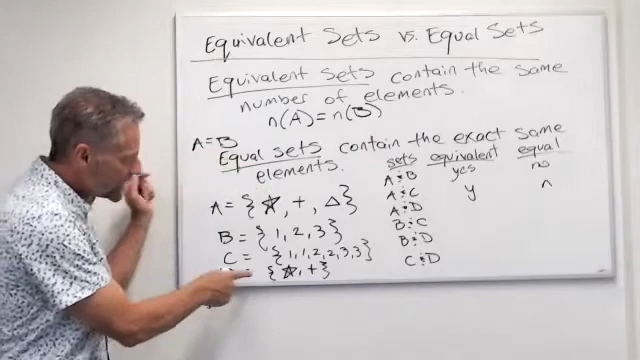 Equivalent Sets vs. Equal Sets
Equivalent sets contain the same
number of elements.
n(A) = n(B)
A = B
Equal sets contain the exact same
elements.
sets equivalent equal
A & B yes no
A & C y n
A & D
B & C
B & D
C & D
A = {☆, +, △}
B = {1, 2, 3}
C = {1, 1, 2, 2, 3, 3}
= {☆, +}